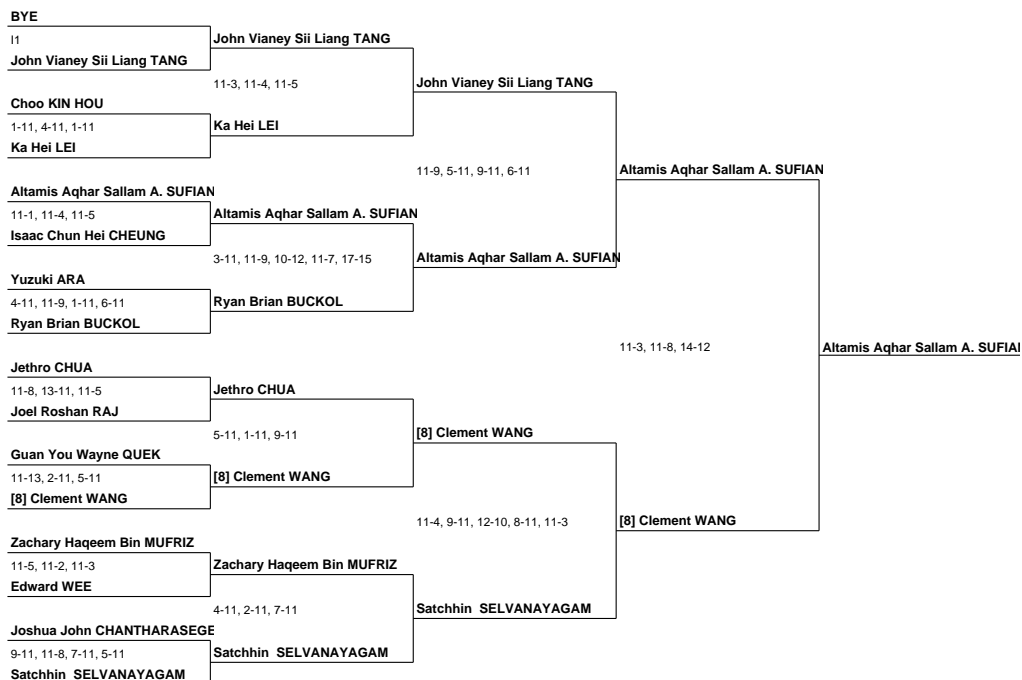 BYE
I1
John Vianey Sii Liang TANG
Choo KIN HOU
1-11, 4-11, 1-11
Ka Hei LEI
Altamis Aqhar Sallam A. SUFIAN
11-1, 11-4, 11-5
Isaac Chun Hei CHEUNG
Yuzuki ARA
4-11, 11-9, 1-11, 6-11
Ryan Brian BUCKOL
Jethro CHUA
11-8, 13-11, 11-5
Joel Roshan RAJ
Guan You Wayne QUEK
11-13, 2-11, 5-11
[8] Clement WANG
Zachary Haqeem Bin MUFRIZ
11-5, 11-2, 11-3
Edward WEE
Joshua John CHANTHARASEGE
9-11, 11-8, 7-11, 5-11
Satchhin SELVANAYAGAM
John Vianey Sii Liang TANG
11-3, 11-4, 11-5
Ka Hei LEI
Altamis Aqhar Sallam A. SUFIAN
3-11, 11-9, 10-12, 11-7, 17-15
Ryan Brian BUCKOL
Jethro CHUA
5-11, 1-11, 9-11
[8] Clement WANG
Zachary Haqeem Bin MUFRIZ
4-11, 2-11, 7-11
Satchhin SELVANAYAGAM
John Vianey Sii Liang TANG
11-9, 5-11, 9-11, 6-11
Altamis Aqhar Sallam A. SUFIAN
[8] Clement WANG
11-4, 9-11, 12-10, 8-11, 11-3
Satchhin SELVANAYAGAM
Altamis Aqhar Sallam A. SUFIAN
11-3, 11-8, 14-12
[8] Clement WANG
Altamis Aqhar Sallam A. SUFIA